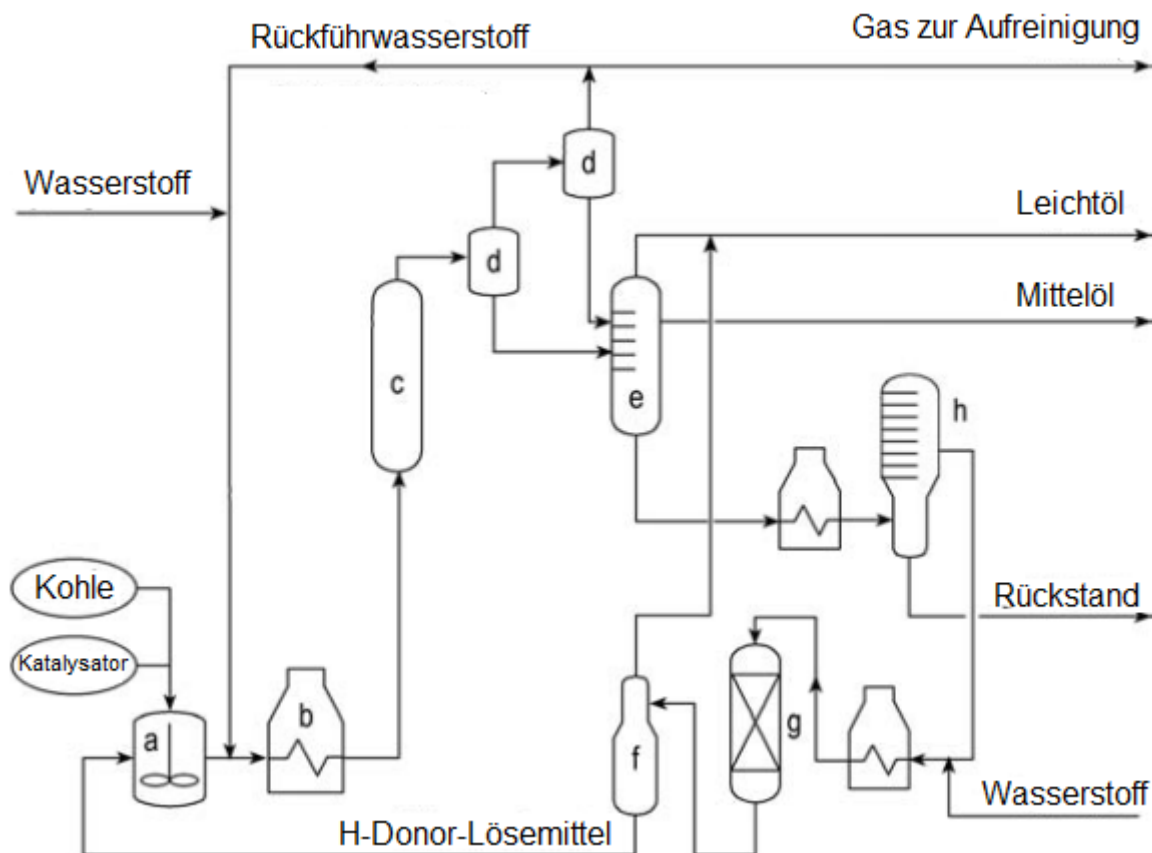 Rückführwasserstoff
Gas zur Aufreinigung
d
Wasserstoff
Leichtöl
d
Mittelöl
c
e
h
Kohle
Rückstand
Katalysator
b
g
a
f
Wasserstoff
H-Donor-Lösemittel